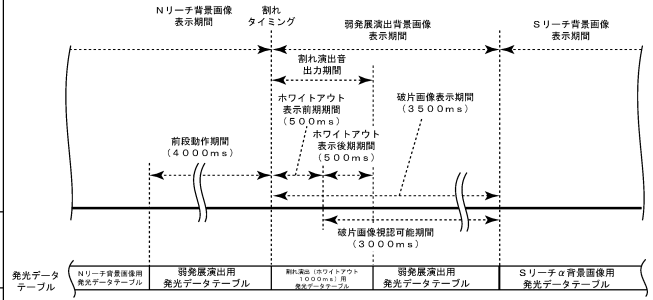 Nリーチ背景画像
表示期間
割れ
タイミング
弱発展演出背景画像
表示期間
Sリーチ背景画像
表示期間
割れ演出音
出力期間
ホワイトアウト
表示前期期間
(500ms)
破片画像表示期間
(3500ms)
ホワイトアウト
表示後期期間
(500ms)
前段動作期間
(4000ms)
破片画像視認可能期間
(3000ms)
発光データ
テーブル
Nリーチ背景画像用
発光データテーブル
弱発展演出用
発光データテーブル
割れ演出(ホワイトアウト
1000ms)用
発光データテーブル
弱発展演出用
発光データテーブル
Sリーチα背景画像用
発光データテーブル